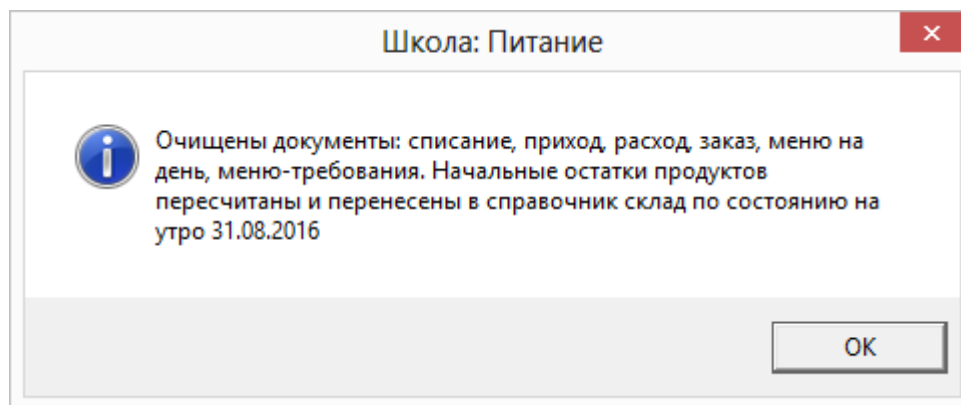 Школа: Питание
Очищены документы: списание, приход, расход, заказ, меню на
день, меню-требования. Начальные остатки продуктов
пересчитаны и перенесены в справочник склад по состоянию на
утро 31.08.2016
OK